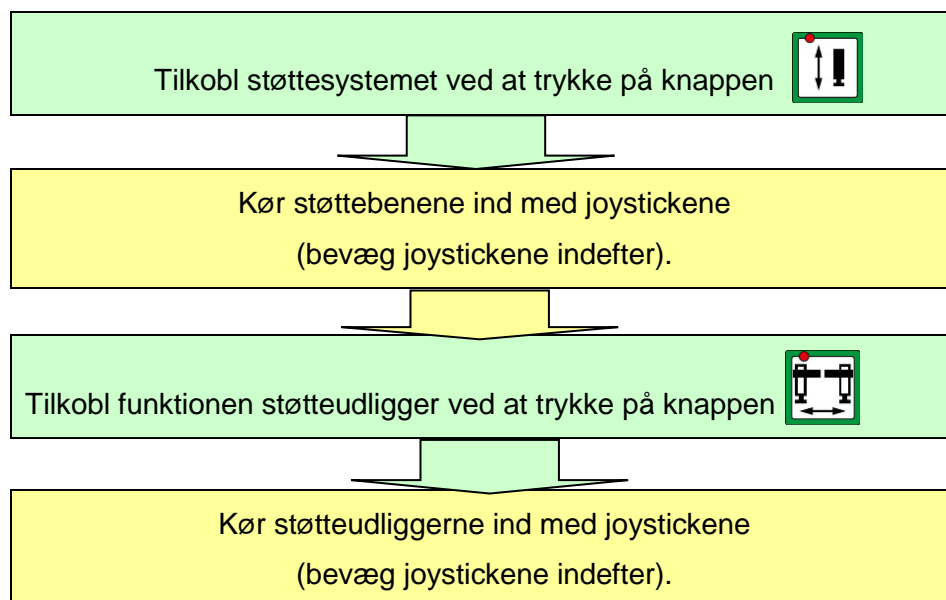 Tilkobl støttesystemet ved at trykke på knappen
Kør støttebenene ind med joystickene
(bevæg joystickene indefter).
Tilkobl funktionen støtteudligger ved at trykke på knappen
Kør støtteudliggerne ind med joystickene
(bevæg joystickene indefter).